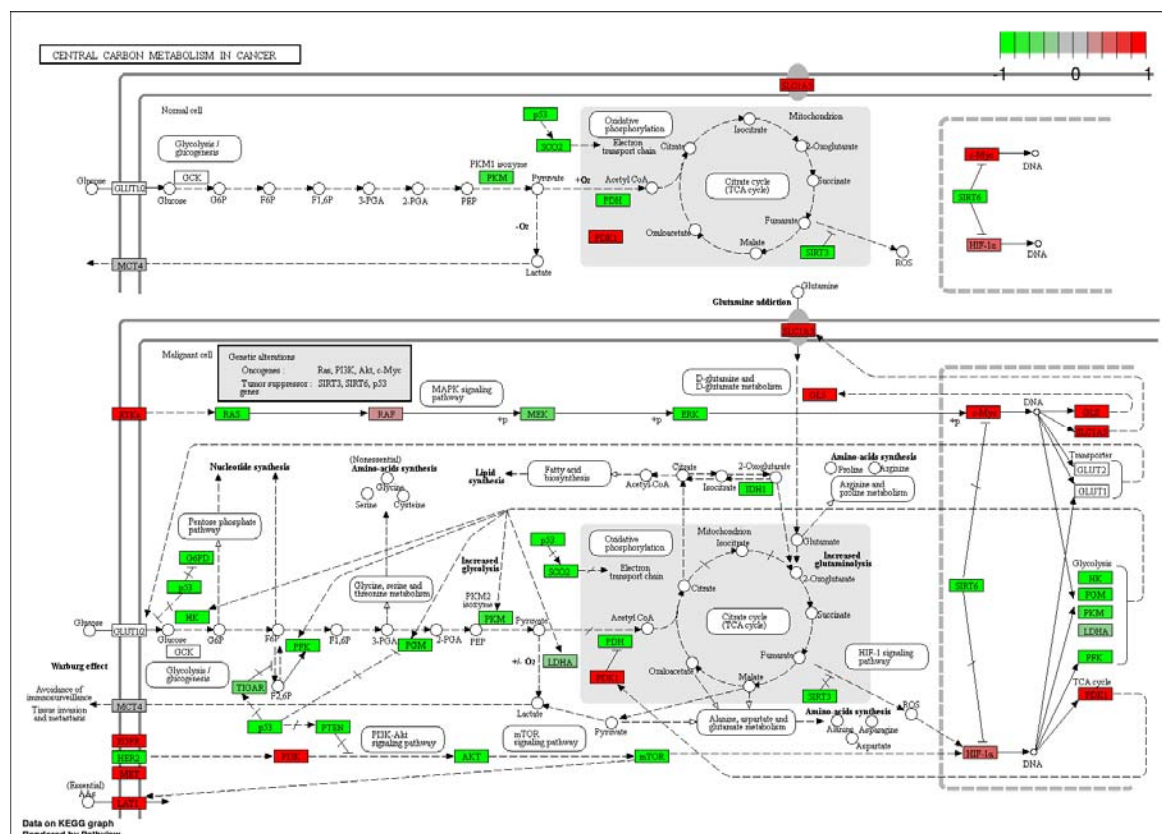 CENTRAL CARBON METABOLISM IN CANCER
-1 0 1
Normal cell
Glycolysis /
glucogenesis
GCK
Glucose
GLUT1
Glucose
G6P
F6P
F1,6P
3-PGA
2-PGA
PEP
PKM1 isozyme
PKM
Pyruvate
+O2
-O2
Lactate
MCT4
p53
SCO2
Oxidative
phosphorylation
Electron
transport chain
Mitochondrion
Acetyl CoA
PDH
PDK1
Citrate
Isocitrate
2-Oxoglutarate
Succinate
Fumarate
Malate
Oxaloacetate
Citrate cycle
(TCA cycle)
SIRT3
ROS
c-Myc
DNA
SIRT6
HIF-1α
DNA
Glutamine addiction
Glutamine
SLC1A5
Malignant cell
Genetic alterations
Oncogenes : Ras, PI3K, Akt, c-Myc
Tumor suppressor : SIRT3, SIRT6, p53
genes
MAPK signaling
pathway
D-glutamine and
D-glutamate metabolism
GLS
RTKs
RAS
RAF
+p
MEK
+p
ERK
+p
c-Myc
DNA
GLS
SLC1A5
Transporter
GLUT2
GLUT1
Nucleotide synthesis
(Nonessential)
Amino-acids synthesis
Glycine
Serine
Cysteine
Lipid
synthesis
Fatty acid
biosynthesis
Acetyl-CoA
Citrate
Isocitrate
2-Oxoglutarate
IDH1
Amino-acids synthesis
Proline
Arginine
Arginine and
proline metabolism
Pentose phosphate
pathway
G6PD
p53
HK
Glycine, serine and
threonine metabolism
Increased
glycolysis
PKM2
isozyme
PKM
p53
SCO2
Oxidative
phosphorylation
Electron
transport chain
Mitochondrion
Isocitrate
Glutamate
Increased
glutaminolysis
2-Oxoglutarate
Citrate
Citrate cycle
(TCA cycle)
Succinate
Fumarate
Malate
Oxaloacetate
Acetyl CoA
PDH
PDK1
SIRT3
SIRT6
Glycolysis
HK
PGM
PKM
LDHA
PFK
TCA cycle
PDK1
Glucose
GLUT1
Glucose
GCK
G6P
F6P
PFK
F1,6P
3-PGA
PGM
2-PGA
PEP
Pyruvate
+/- O2
LDHA
Lactate
Warburg effect
Glycolysis /
glucogenesis
TIGAR
F2,6P
HIF-1 signaling
pathway
Avoidance of
immunosurveillance
Tissue invasion and
metastasis
MCT4
p53
PTEN
PI3K-Akt
signaling pathway
mTOR
signaling pathway
Pyruvate
Alanine, aspartate and
glutamate metabolism
Amino-acids synthesis
Alanine
Asparagine
Aspartate
ROS
EGFR
HER2
MET
PI3K
AKT
mTOR
HIF-1α
DNA
(Essential)
AAs
LAT1
Data on KEGG graph
Rendered by Pathview